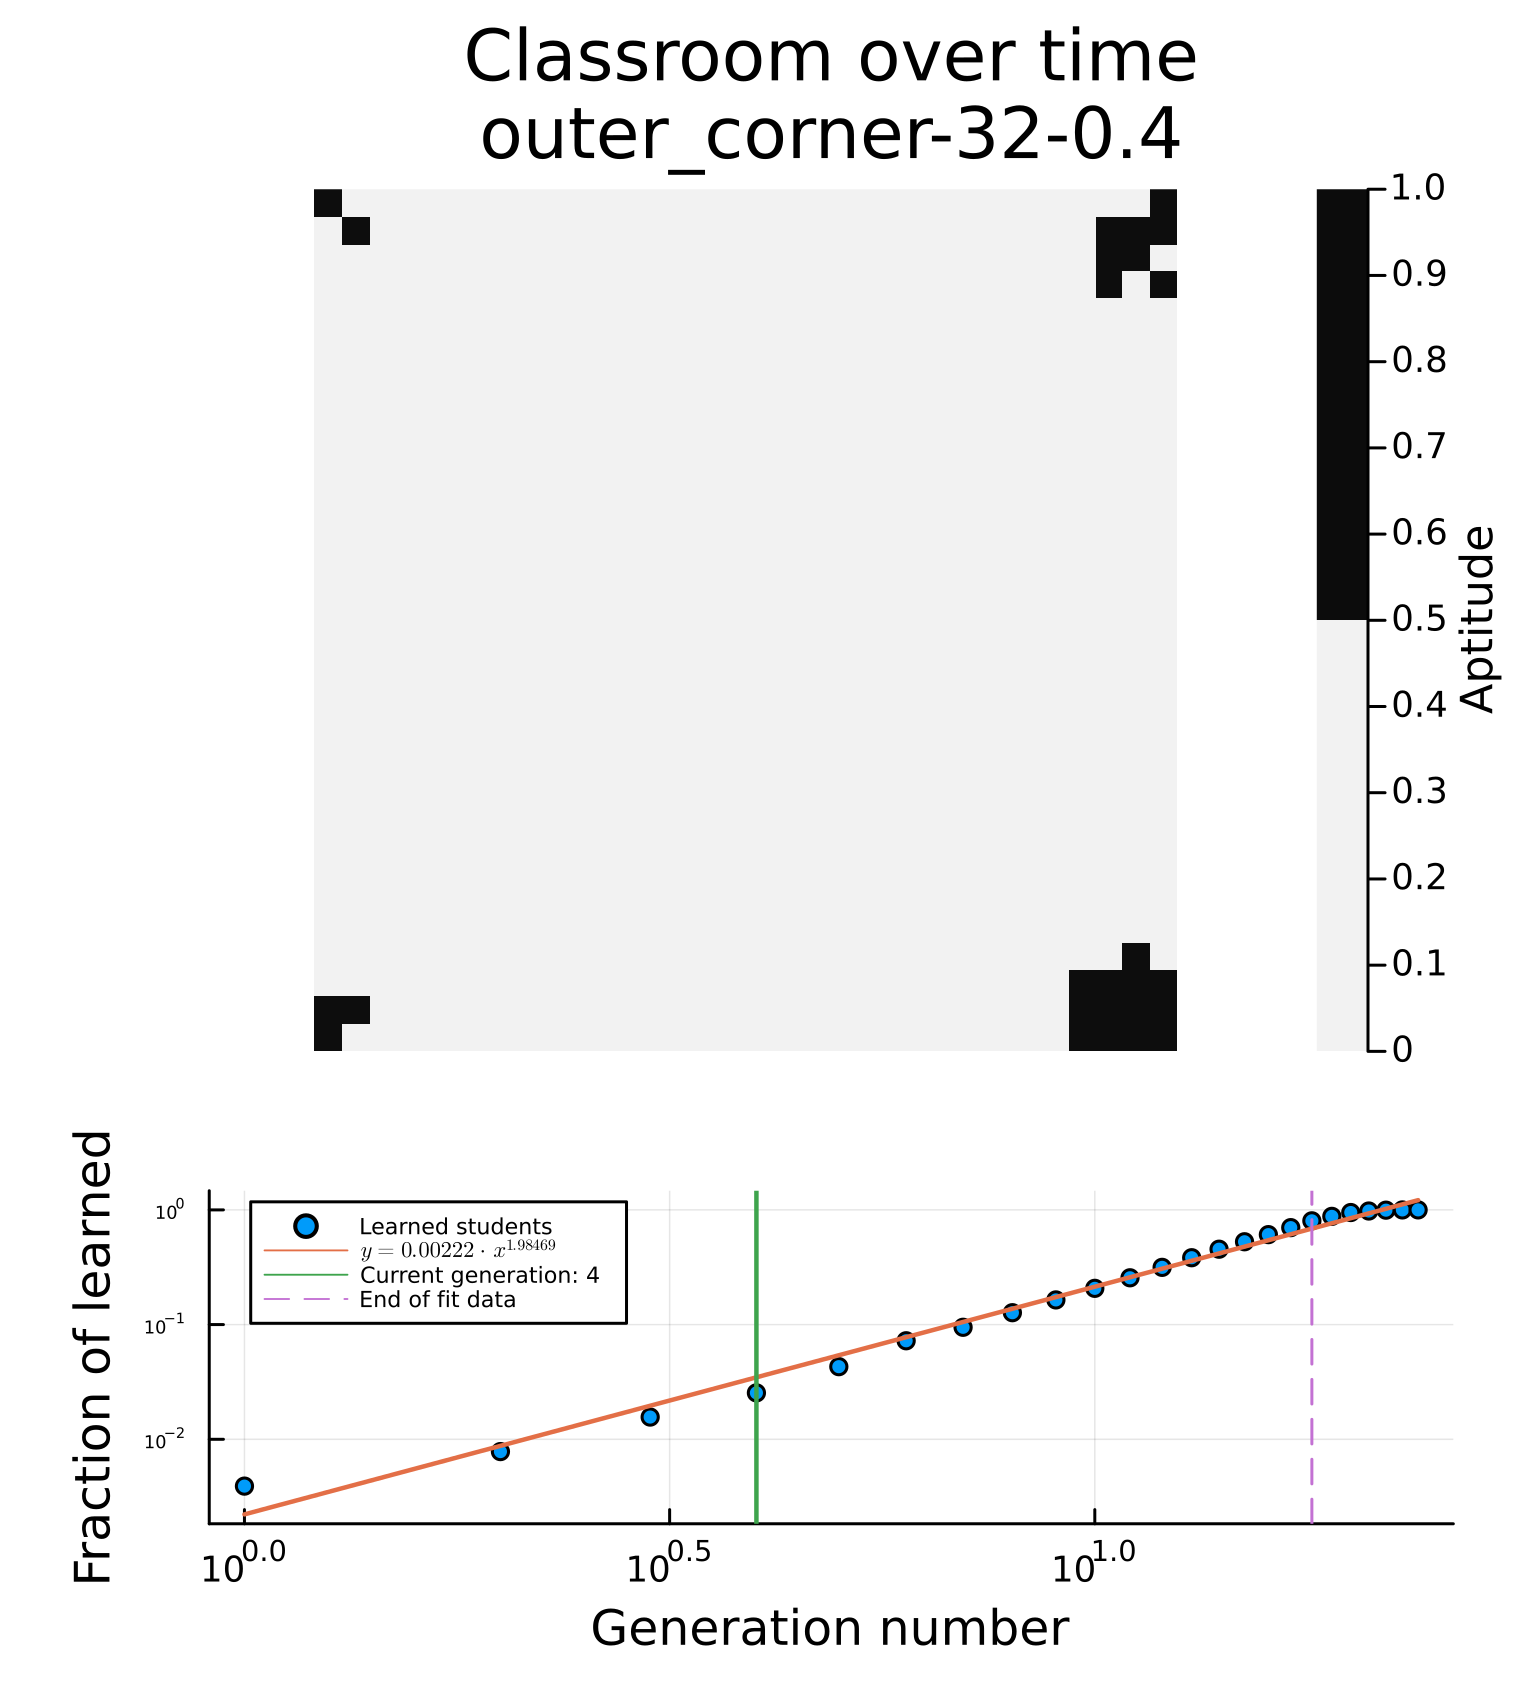 Classroom over time
outer_corner-32-0.4
1.0
0.9
0.8
0.7
0.6
0.5
0.4
0.3
0.2
0.1
0
Aptitude
Fraction of learned
10⁰
10⁻¹
10⁻²
Learned students
y = 0.00222 · x^1.98469
Current generation: 4
End of fit data
10^0.0
10^0.5
10^1.0
Generation number